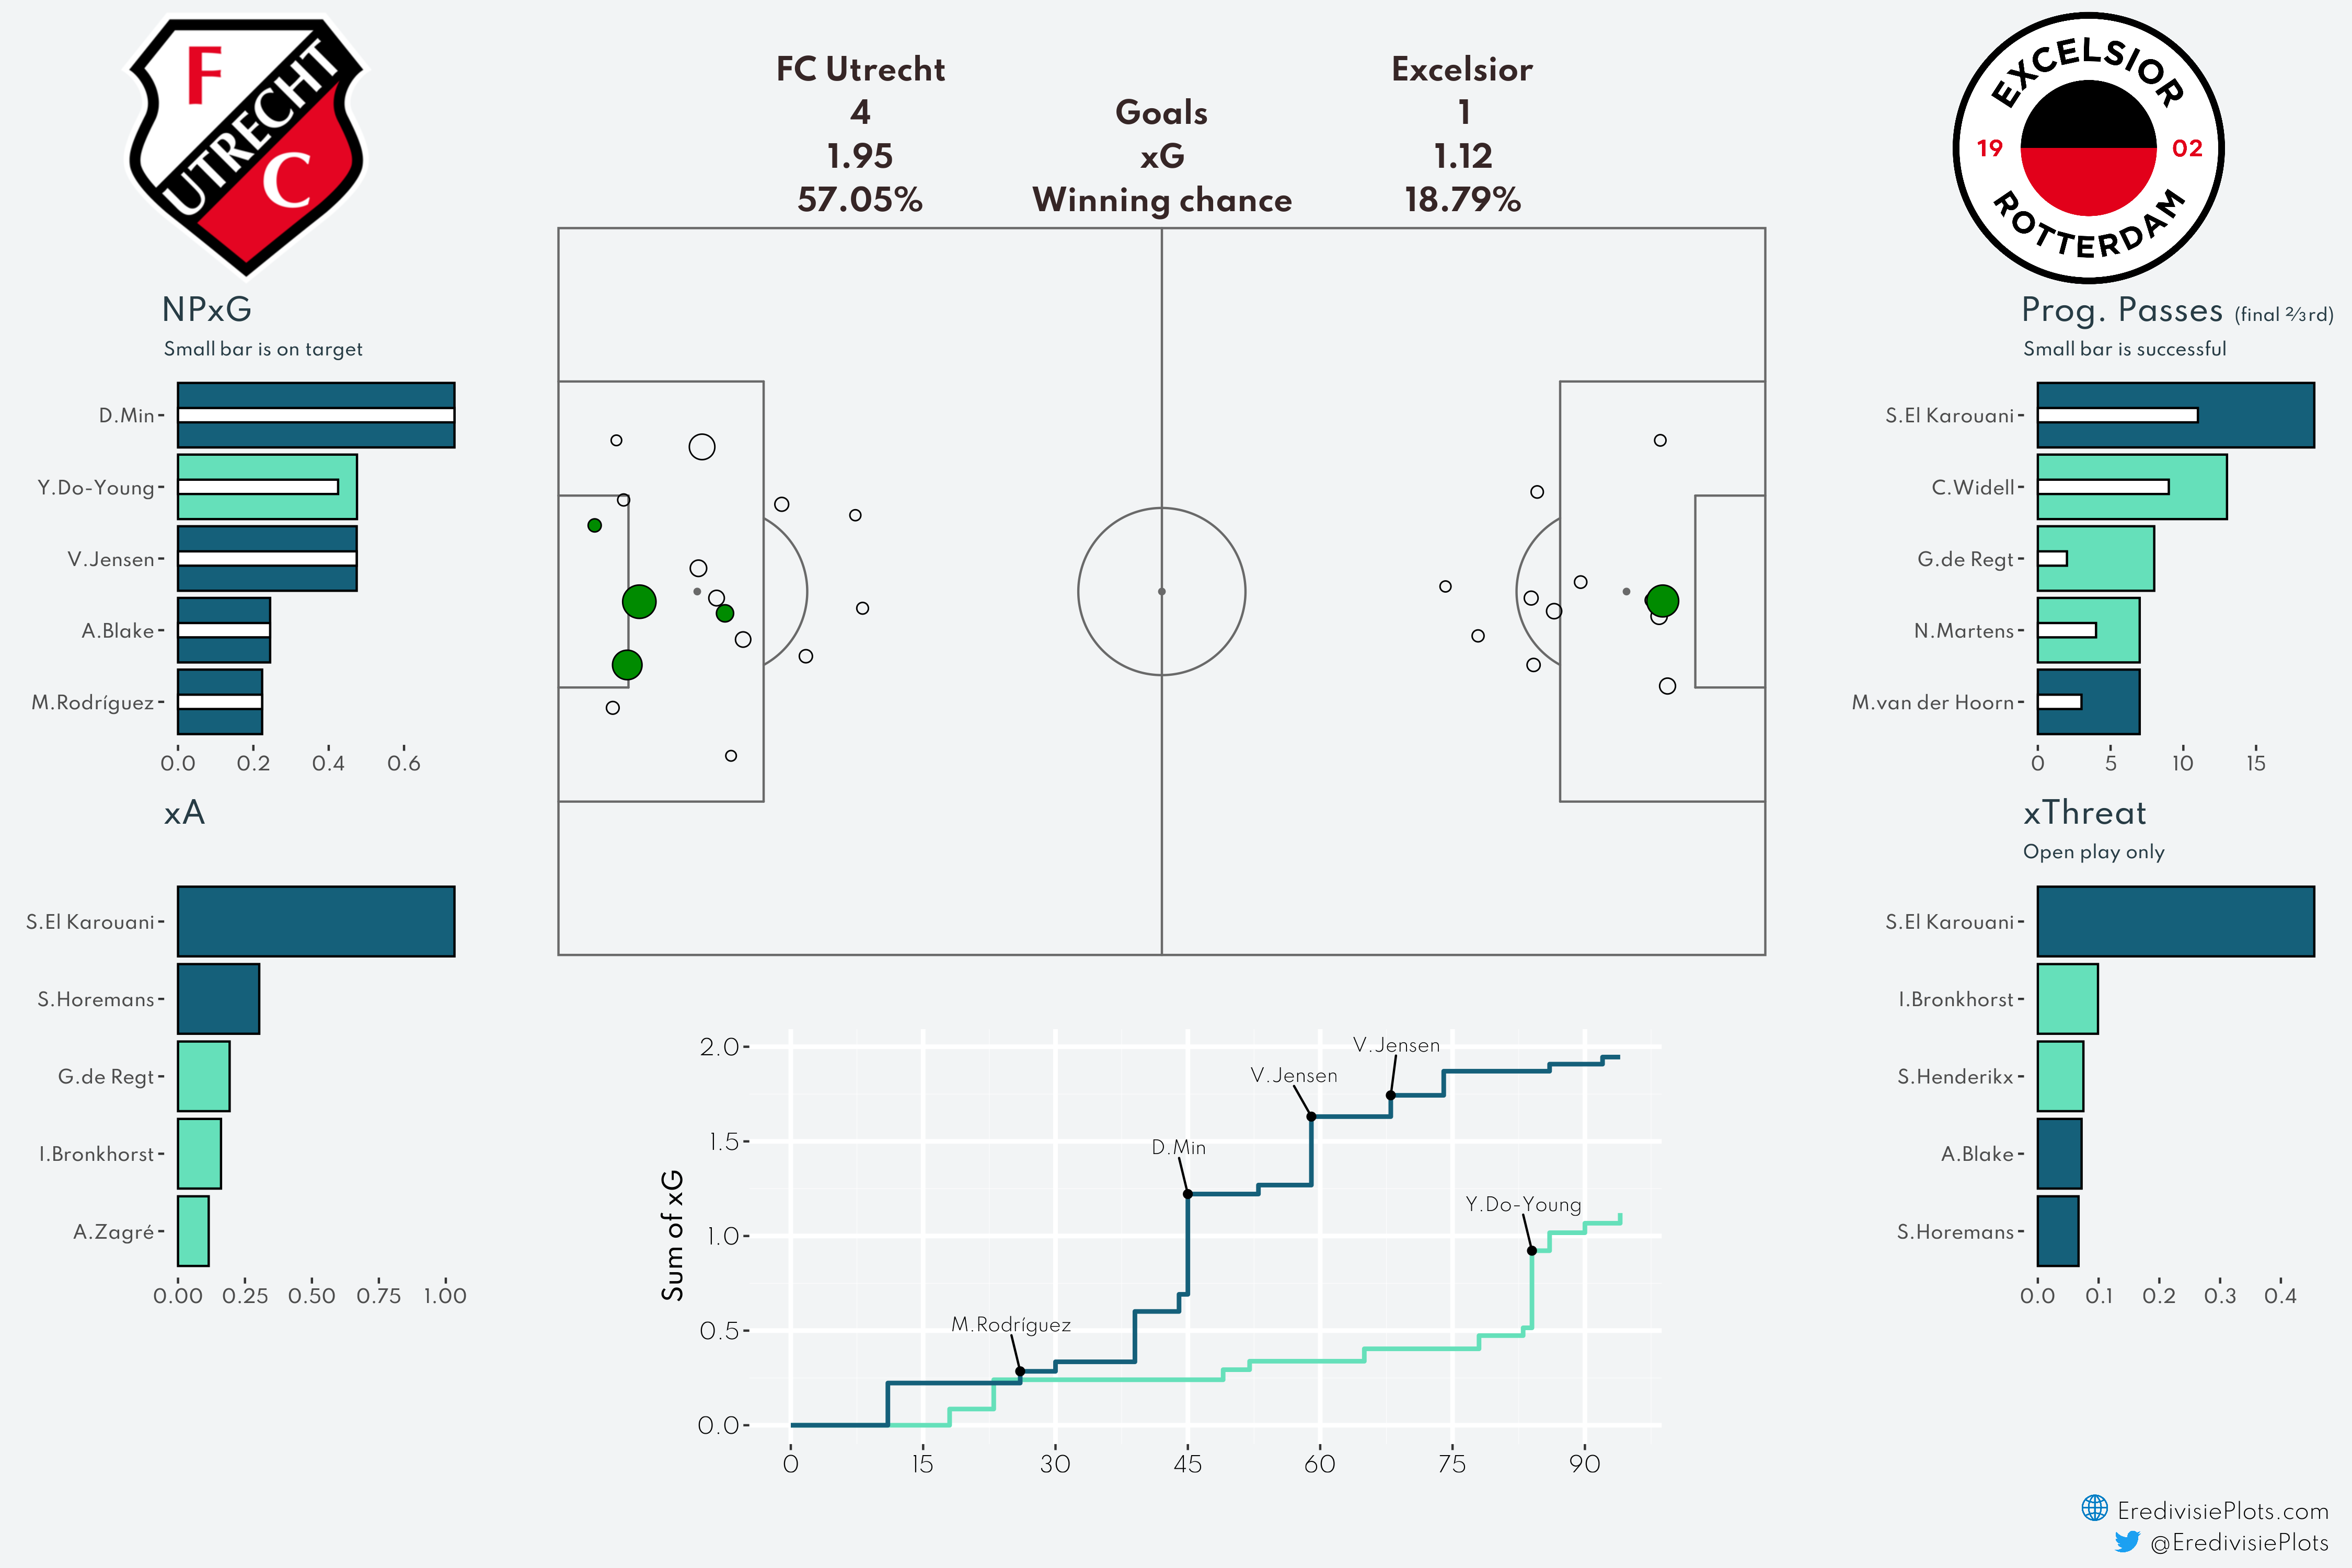 F
UTRECHT
C
FC Utrecht Excelsior
4 Goals 1
1.95 xG 1.12
57.05% Winning chance 18.79%
EXCELSIOR
19 02
ROTTERDAM
NPxG
Small bar is on target
D.Min
Y.Do-Young
V.Jensen
A.Blake
M.Rodríguez
0.0 0.2 0.4 0.6
Prog. Passes (final ⅔rd)
Small bar is successful
S.El Karouani
C.Widell
G.de Regt
N.Martens
M.van der Hoorn
0 5 10 15
xA
S.El Karouani
S.Horemans
G.de Regt
I.Bronkhorst
A.Zagré
0.00 0.25 0.50 0.75 1.00
xThreat
Open play only
S.El Karouani
I.Bronkhorst
S.Henderikx
A.Blake
S.Horemans
0.0 0.1 0.2 0.3 0.4
Sum of xG
2.0
1.5
1.0
0.5
0.0
V.Jensen
V.Jensen
D.Min
Y.Do-Young
M.Rodríguez
0 15 30 45 60 75 90
EredivisiePlots.com
@EredivisiePlots